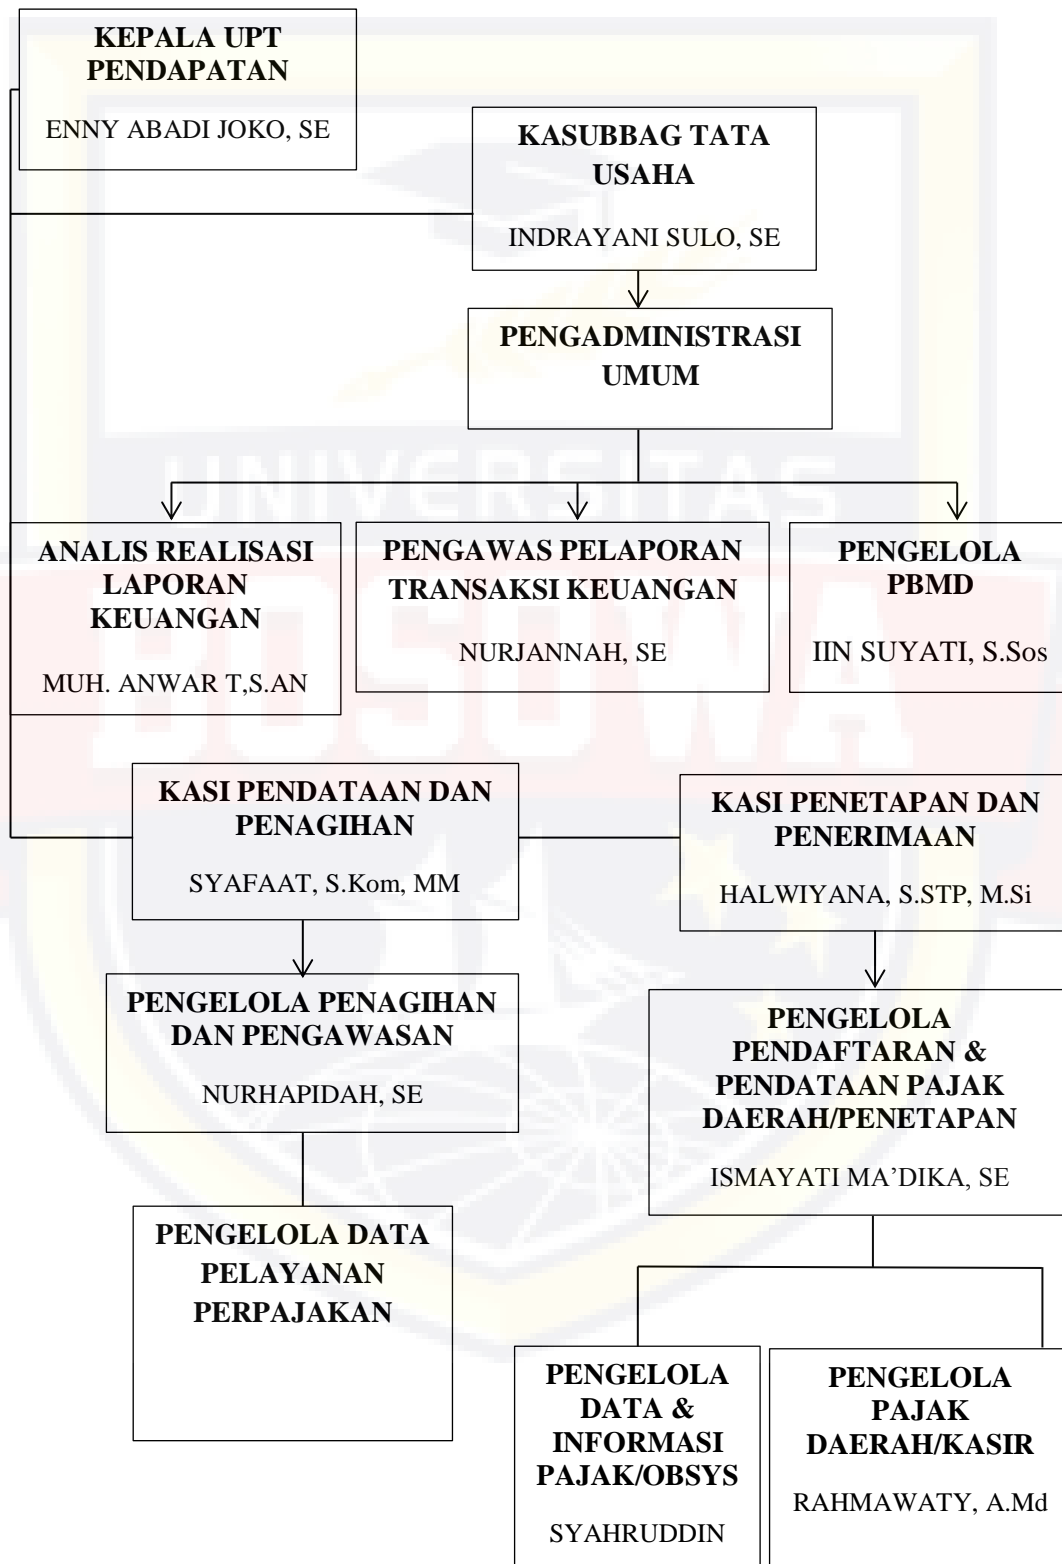 KEPALA UPT
PENDAPATAN
ENNY ABADI JOKO, SE
KASUBBAG TATA
USAHA
INDRAYANI SULO, SE
PENGADMINISTRASI
UMUM
UNIVERSITAS
ANALIS REALISASI
LAPORAN
KEUANGAN
MUH. ANWAR T,S.AN
PENGAWAS PELAPORAN
TRANSAKSI KEUANGAN
NURJANNAH, SE
PENGELOLA
PBMD
IIN SUYATI, S.Sos
BOSOWA
KASI PENDATAAN DAN
PENAGIHAN
SYAFAAT, S.Kom, MM
KASI PENETAPAN DAN
PENERIMAAN
HALWIYANA, S.STP, M.Si
PENGELOLA PENAGIHAN
DAN PENGAWASAN
NURHAPIDAH, SE
PENGELOLA
PENDAFTARAN &
PENDATAAN PAJAK
DAERAH/PENETAPAN
ISMAYATI MA’DIKA, SE
PENGELOLA DATA
PELAYANAN
PERPAJAKAN
PENGELOLA
DATA &
INFORMASI
PAJAK/OBSYS
SYAHRUDDIN
PENGELOLA
PAJAK
DAERAH/KASIR
RAHMAWATY, A.Md